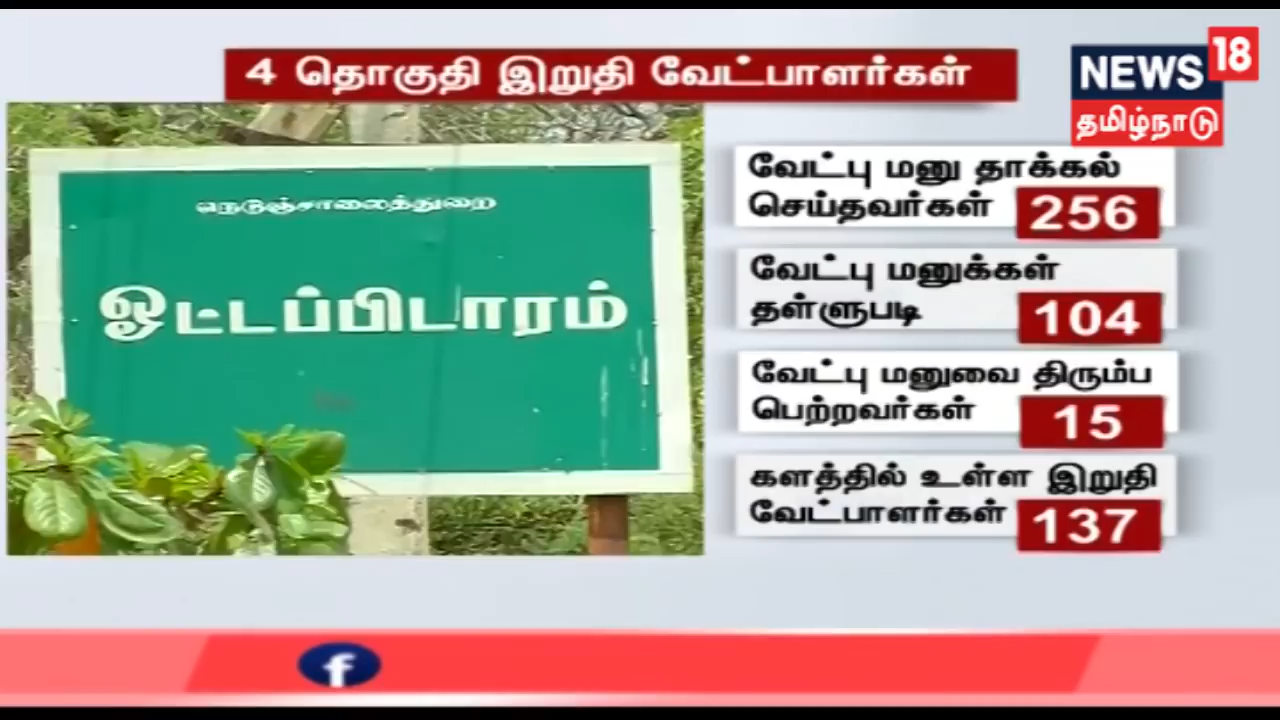 4 தொகுதி இறுதி வேட்பாளர்கள்
NEWS 18
தமிழ்நாடு
நெடுஞ்சாலைத்துறை
ஓட்டப்பிடாரம்
வேட்பு மனு தாக்கல்
செய்தவர்கள் 256
வேட்பு மனுக்கள்
தள்ளுபடி 104
வேட்பு மனுவை திரும்ப
பெற்றவர்கள் 15
களத்தில் உள்ள இறுதி
வேட்பாளர்கள் 137
f